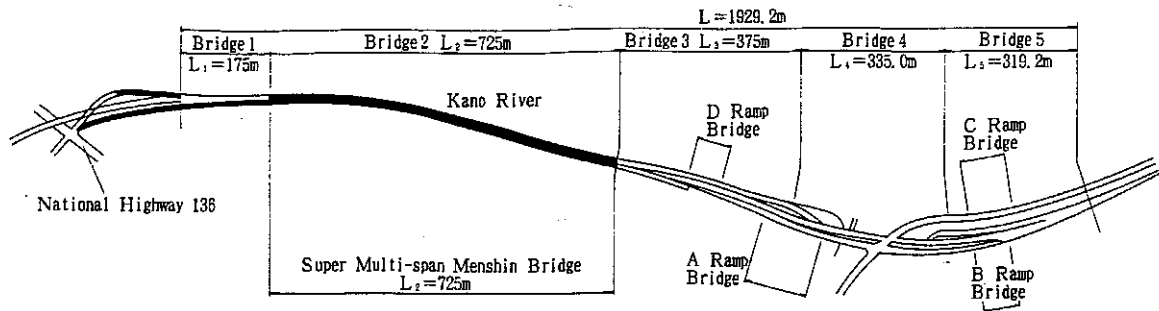 L=1929.2m
Bridge 1
Bridge2 L₂=725m
Bridge 3 L₃=375m
Bridge 4
Bridge 5
L₁=175m
L₄=335.0m
L₅=319.2m
Kano River
D Ramp
Bridge
C Ramp
Bridge
National Highway 136
Super Multi-span Menshin Bridge
L₂=725m
A Ramp
Bridge
B Ramp
Bridge